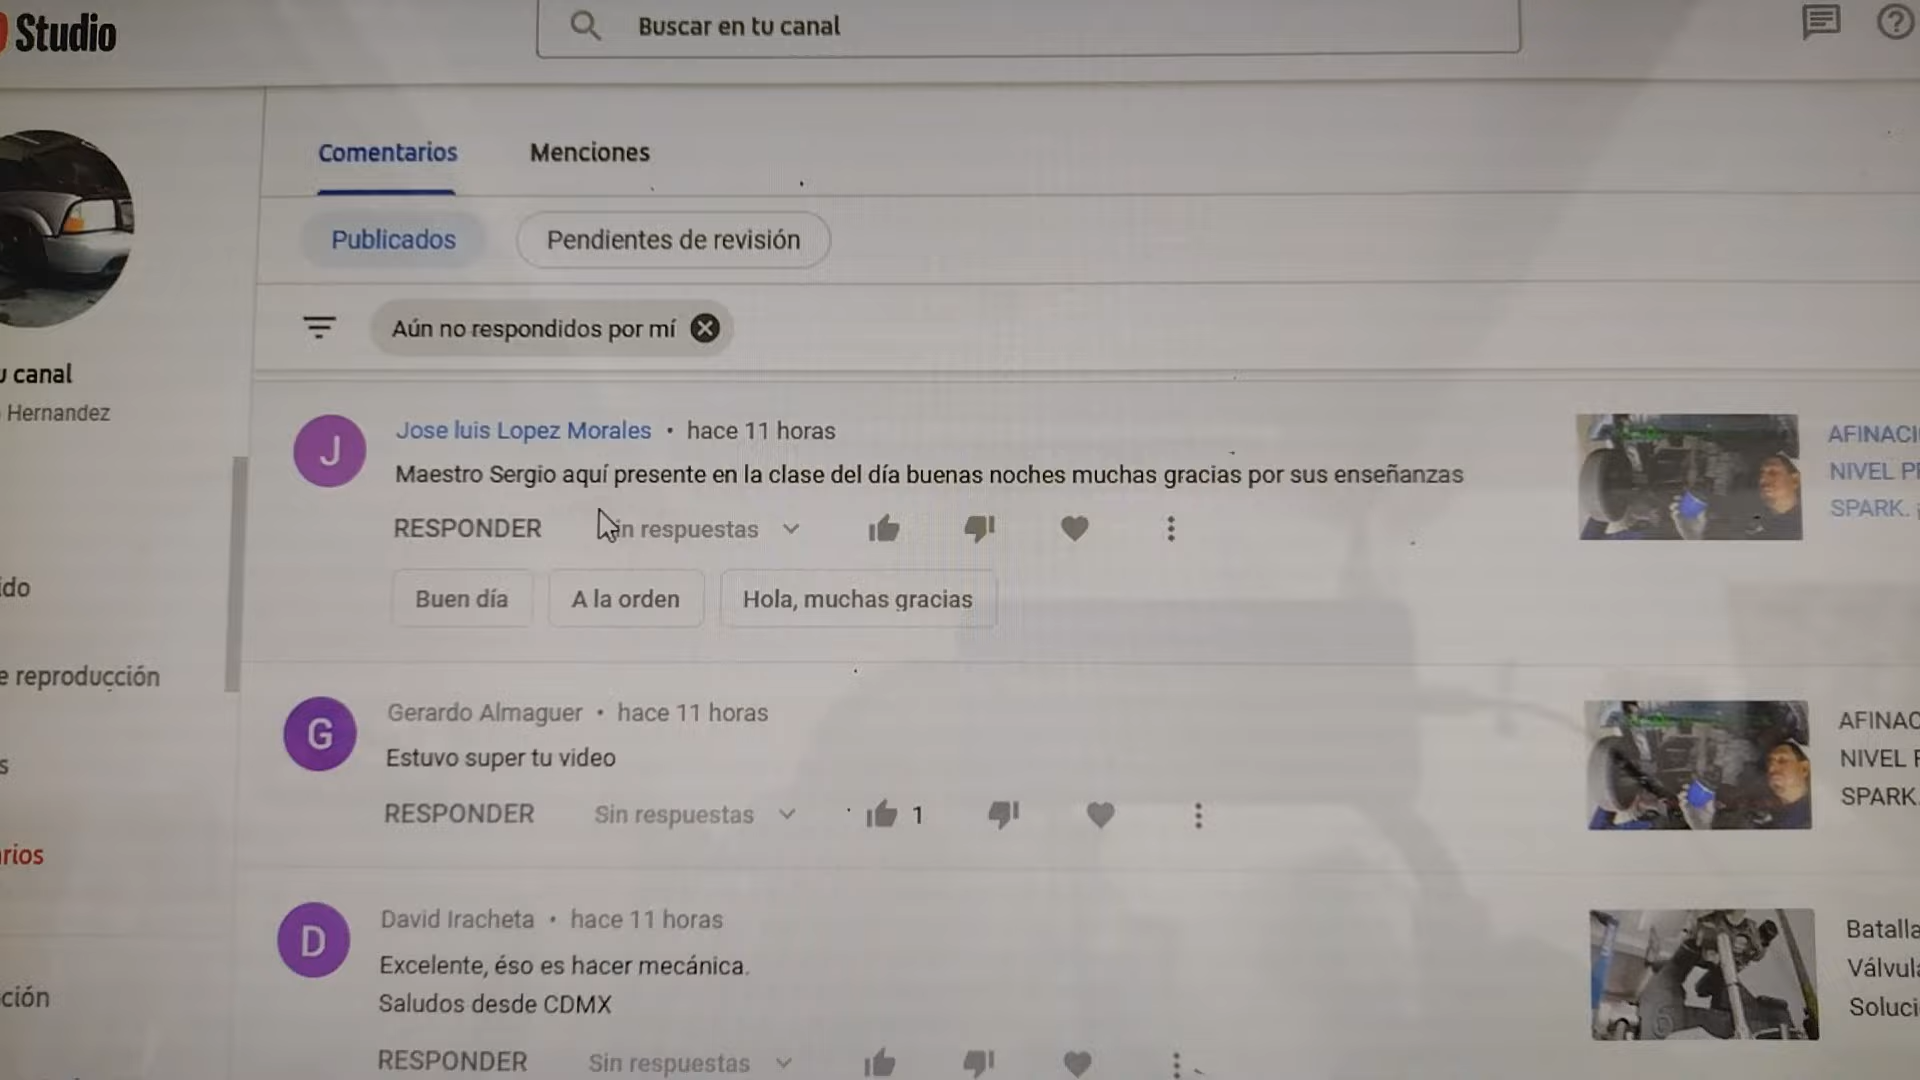 Studio
Buscar en tu canal
Comentarios
Menciones
Publicados
Pendientes de revisión
Aún no respondidos por mí
canal
Hernandez
Jose luis Lopez Morales • hace 11 horas
Maestro Sergio aquí presente en la clase del día buenas noches muchas gracias por sus enseñanzas
RESPONDER
in respuestas
Buen día
A la orden
Hola, muchas gracias
AFINACI
NIVEL P
SPARK.
ido
e reproducción
Gerardo Almaguer • hace 11 horas
Estuvo super tu video
RESPONDER
Sin respuestas
1
AFINAC
NIVEL
SPARK.
s
rios
David Iracheta • hace 11 horas
Excelente, éso es hacer mecánica.
Saludos desde CDMX
RESPONDER
Sin respuestas
Batalla
Válvul
Soluci
ción
J
G
D